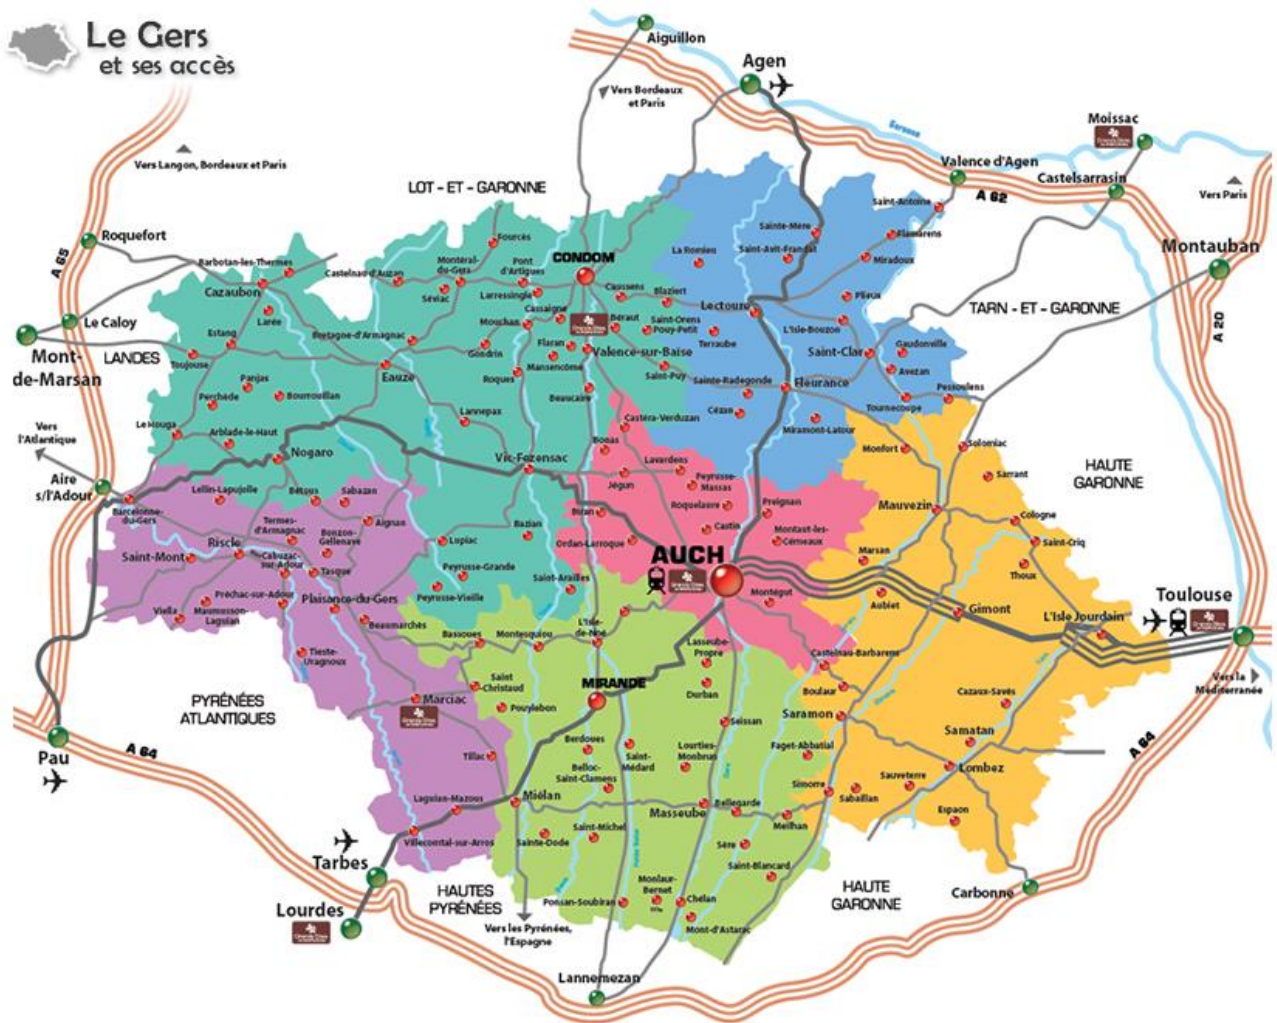 Le Gers
et ses accès
Aiguillon
Agen
Vers Bordeaux
et Paris
Moissac
Garonne
Valence d'Agen
Castelsarrasin
A 62
Vers Paris
Vers Langon, Bordeaux et Paris
LOT - ET - GARONNE
Saint-Antoine
Roquefort
A 65
Fourcès
Sainte-Mère
Flamarens
Montauban
La Romieu
Saint-Avit-Frandat
Miradoux
Barbotan-les-Thermes
Castelnau-d'Auzan
Montéral-
du-Gers
Pont
d'Artigues
CONDOM
Cazaubon
Séviac
Larressingle
Caussens
Blaziert
Lectoure
Plieux
TARN - ET - GARONNE
Larée
Cassaigne
Béraut
Saint-Orens
Pouy-Petit
L'Isle-Bouzon
Le Caloy
Mont-
de-Marsan
LANDES
Estang
Bretagne-d'Armagnac
Mouchan
Flaran
Valence-sur-Baïse
Terraube
Saint-Clar
Gaudonville
A 20
Toujouse
Gondrin
Mansencôme
Eauze
Roques
Saint-Puy
Sainte-Radegonde
Fleurance
Avezan
Pessoulens
Panjas
Perchède
Bourrouillan
Beaucaire
Cézan
Tournecoupe
Lannepax
Castéra-Verduzan
Miramont-Latour
Le Houga
Arblade-le-Haut
Vers
l'Atlantique
Nogaro
Vic-Fezensac
Bonas
Lavardens
Monfort
Solomiac
HAUTE
GARONNE
Aire
s/l'Adour
Jégun
Peyrusse-
Massas
Sarrant
Lelin-Lapujolle
Bétous
Sabazan
Barcelonne-
du-Gers
Biran
Roquelaure
Preignan
Mauvezin
Termes-
d'Armagnac
Bouzon-
Gellenave
Aignan
Bazian
Castin
Montaut-les-
Créneaux
Cologne
Saint-Mont
Riscle
Cabuzac-
sur-Adour
Lupiac
Ordan-Larroque
AUCH
Marsan
Saint-Criq
Thoux
Tasque
Peyrusse-Grande
Saint-Arailles
Viella
Maumusson-
Laguian
Préchac-sur-Adour
Plaisance-du-Gers
Peyrusse-Vieille
Montégut
Aubiet
Gimont
L'Isle Jourdain
Toulouse
Beaumarchès
Bassoues
Montesquiou
L'Isle-
de-Noé
Lasseube-
Propre
Castelnau-Barbarens
Tieste-
Uragnoux
Vers la
Méditerranée
PYRÉNÉES
ATLANTIQUES
Marciac
Saint
Christaud
MIRANDE
Durban
Boulaur
Cazaux-Savès
Pouylebon
Saramon
Seissan
Samatan
Pau
A 64
Tillac
Berdoues
Saint-
Médard
Lourties-
Monbrun
Faget-Abbatial
Lombez
A 64
Belloc-
Saint-Clamens
Simorre
Sabaillan
Sauveterre
Laguian-Mazous
Miélan
Masseube
Bellegarde
Espaon
Meilhan
Villecomtal-sur-Arros
Sainte-Dode
Saint-Michel
Sère
Tarbes
Saint-Blancard
HAUTES
PYRÉNÉES
Monlaur-
Bernet
HAUTE
GARONNE
Carbonne
Lourdes
Ponsan-Soubiran
Chélan
Vers les Pyrénées,
l'Espagne
Mont-d'Astarac
Lannemezan